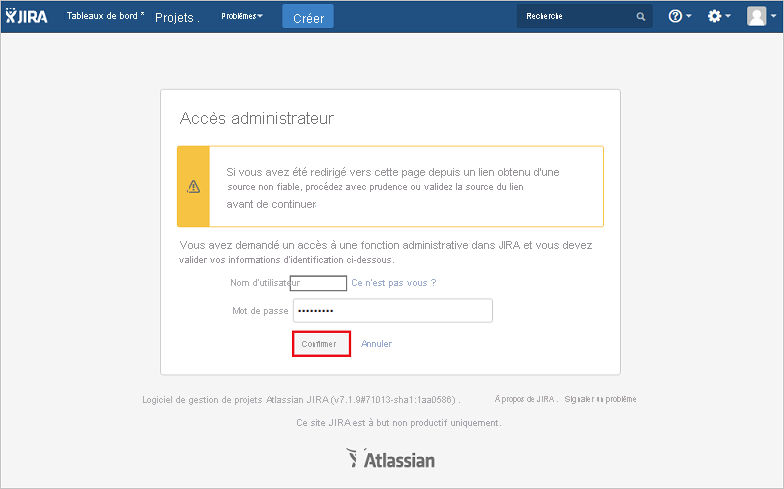 JIRA Tableaux de bord * Projets . Problèmes Créer Recherche
Accès administrateur
Si vous avez été redirigé vers cette page depuis un lien obtenu d'une
source non fiable, procédez avec prudence ou validez la source du lien
avant de continuer
Vous avez demandé un accès à une fonction administrative dans JIRA et vous devez
valider vos informations d'identification ci-dessous.
Nom d'utilisateur Ce n'est pas vous ?
Mot de passe •••••••••
Confirmer Annuler
Logiciel de gestion de projets Atlassian JIRA (v7.1.9#71013-sha1:1aa0586) . À propos de JIRA . Signaler un problème
Ce site JIRA est à but non productif uniquement.
Atlassian